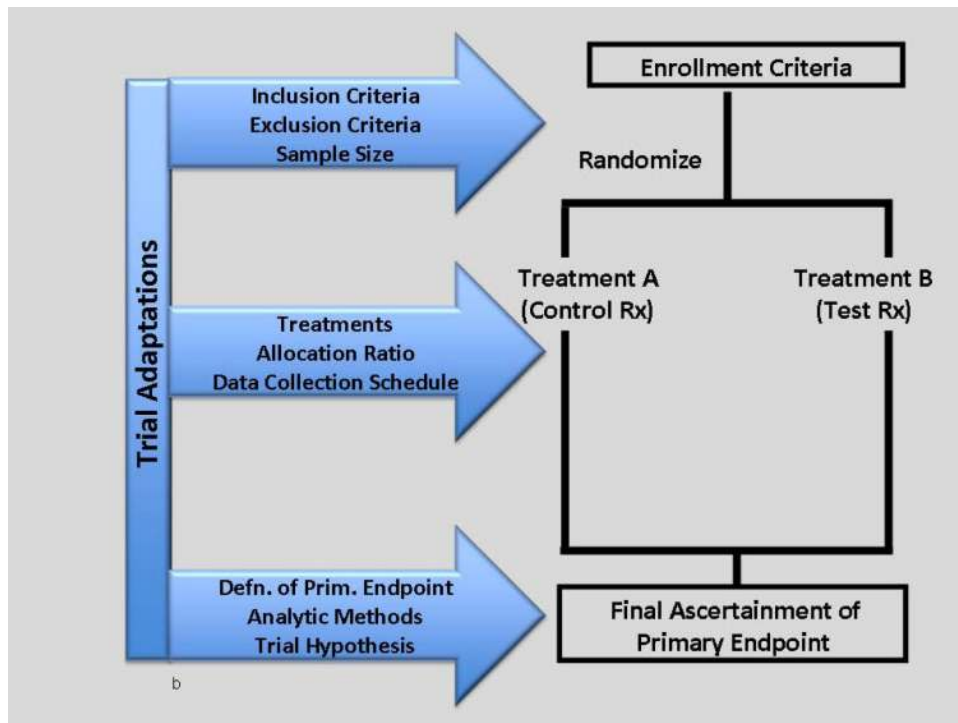 Trial Adaptations
Inclusion Criteria
Exclusion Criteria
Sample Size
Treatments
Allocation Ratio
Data Collection Schedule
Defn. of Prim. Endpoint
Analytic Methods
Trial Hypothesis
b
Enrollment Criteria
Randomize
Treatment A
(Control Rx)
Treatment B
(Test Rx)
Final Ascertainment of
Primary Endpoint